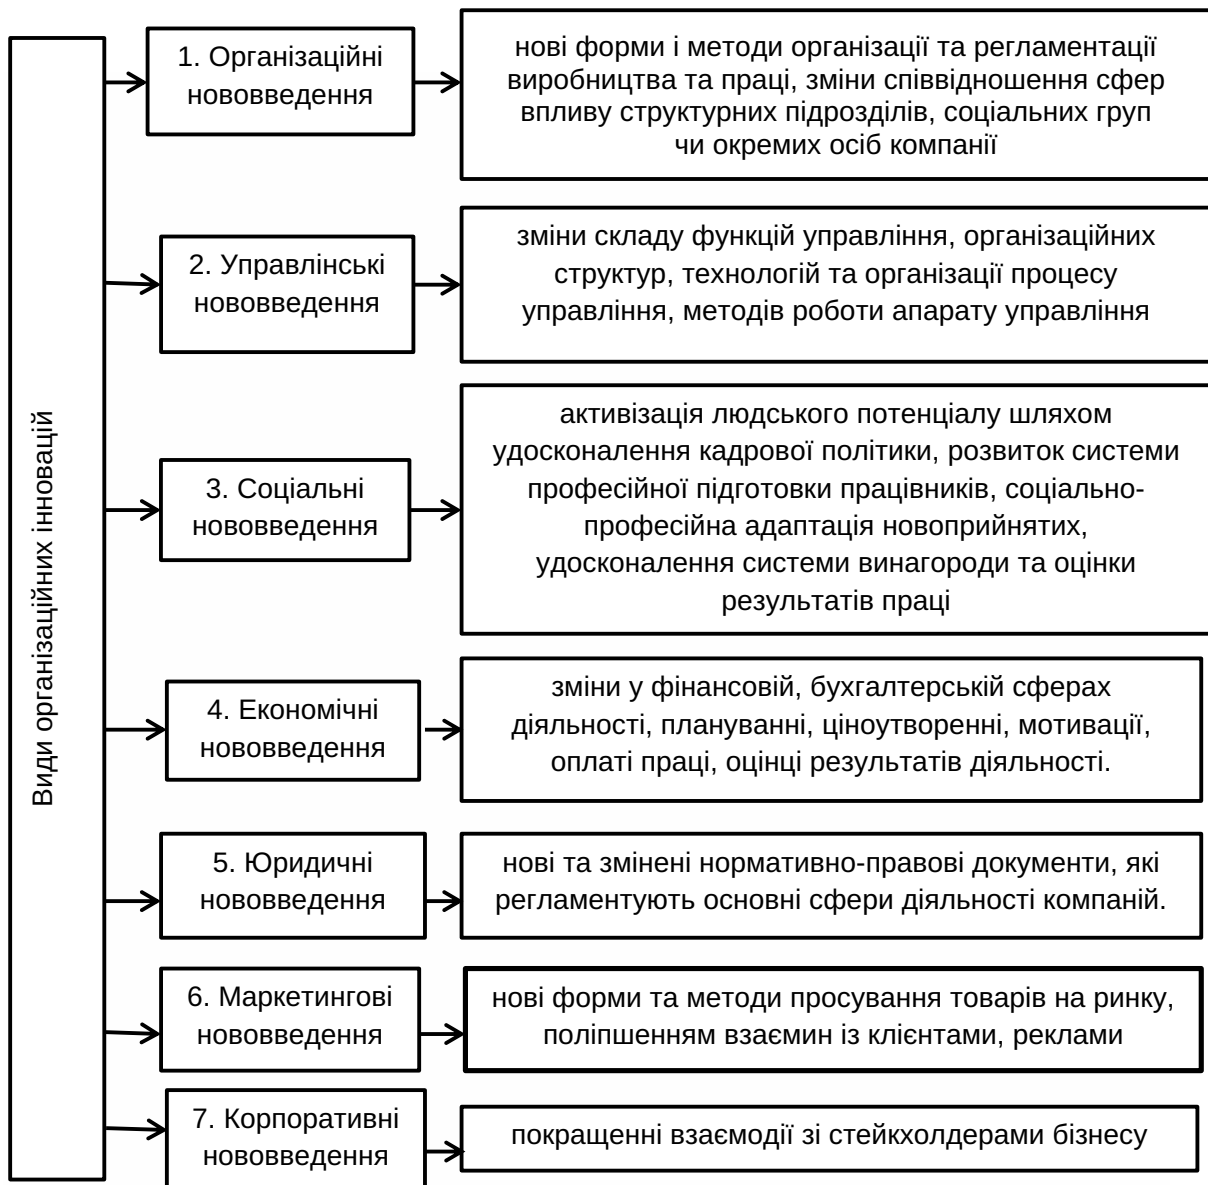 Види організаційних інновацій
1. Організаційні
нововведення
нові форми і методи організації та регламентації
виробництва та праці, зміни співвідношення сфер
впливу структурних підрозділів, соціальних груп
чи окремих осіб компанії
2. Управлінські
нововведення
зміни складу функцій управління, організаційних
структур, технологій та організації процесу
управління, методів роботи апарату управління
3. Соціальні
нововведення
активізація людського потенціалу шляхом
удосконалення кадрової політики, розвиток системи
професійної підготовки працівників, соціально-
професійна адаптація новоприйнятих,
удосконалення системи винагороди та оцінки
результатів праці
4. Економічні
нововведення
зміни у фінансовій, бухгалтерській сферах
діяльності, плануванні, ціноутворенні, мотивації,
оплаті праці, оцінці результатів діяльності.
5. Юридичні
нововведення
нові та змінені нормативно-правові документи, які
регламентують основні сфери діяльності компаній.
6. Маркетингові
нововведення
нові форми та методи просування товарів на ринку,
поліпшенням взаємин із клієнтами, реклами
7. Корпоративні
нововведення
покращенні взаємодії зі стейкхолдерами бізнесу